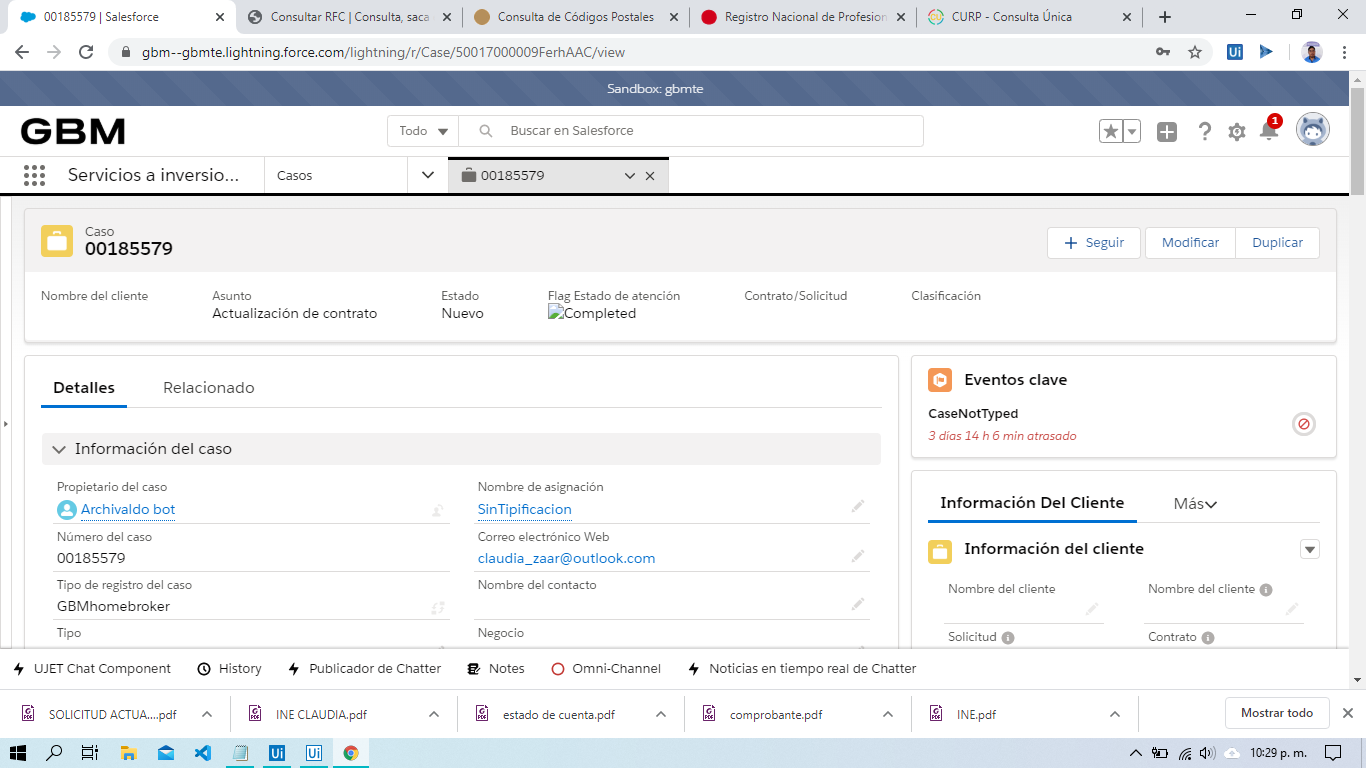 00185579 | Salesforce
Consultar RFC | Consulta, saca
Consulta de Códigos Postales
Registro Nacional de Profesion
CURP - Consulta Única
gbm--gbmte.lightning.force.com/lightning/r/Case/50017000009FerhAAC/view
Ui
Sandbox: gbmte
GBM
Todo
Buscar en Salesforce
1
Servicios a inversio...
Casos
00185579
Caso
00185579
Seguir
Modificar
Duplicar
Nombre del cliente
Asunto
Estado
Flag Estado de atención
Contrato/Solicitud
Clasificación
Actualización de contrato
Nuevo
Completed
Detalles
Relacionado
Información del caso
Propietario del caso
Archivaldo bot
Nombre de asignación
SinTipificacion
Número del caso
00185579
Correo electrónico Web
claudia_zaar@outlook.com
Tipo de registro del caso
GBMhomebroker
Nombre del contacto
Tipo
Negocio
Eventos clave
CaseNotTyped
3 días 14 h 6 min atrasado
Información Del Cliente
Más
Información del cliente
Nombre del cliente
Nombre del cliente
Solicitud
Contrato
UJET Chat Component
History
Publicador de Chatter
Notes
Omni-Channel
Noticias en tiempo real de Chatter
SOLICITUD ACTUA....pdf
INE CLAUDIA.pdf
estado de cuenta.pdf
comprobante.pdf
INE.pdf
Mostrar todo
Ui
Ui
10:29 p. m.